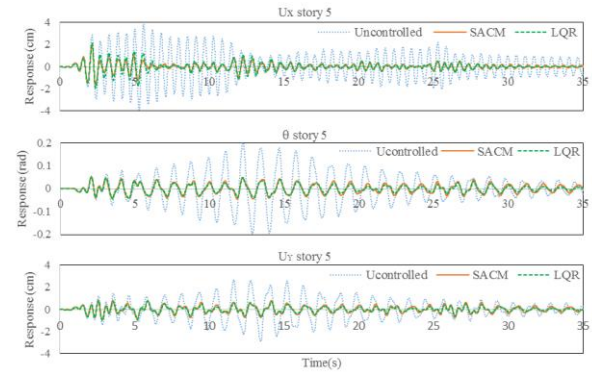 Ux story 5
Uncontrolled SACM LQR
Response (cm)
4
2
0
-2
-4
0 5 10 15 20 25 30 35
θ story 5
Ucontrolled SACM LQR
Response (rad)
0.2
0.1
0
-0.1
-0.2
0 5 10 15 20 25 30 35
UY story 5
Ucontrolled SACM LQR
Response (cm)
4
2
0
-2
-4
0 5 10 15 20 25 30 35
Time(s)